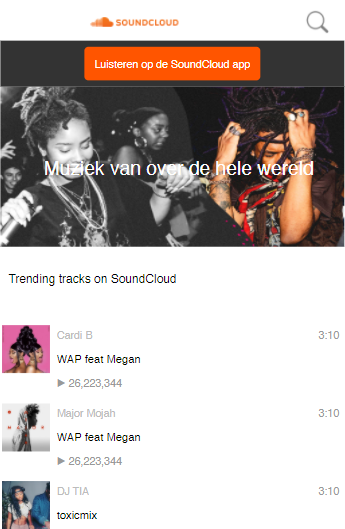 SOUNDCLOUD
Luisteren op de SoundCloud app
Muziek van over de hele wereld
Trending tracks on SoundCloud
Cardi B 3:10
WAP feat Megan
26,223,344
Major Mojah 3:10
WAP feat Megan
26,223,344
DJ TIA 3:10
toxicmix